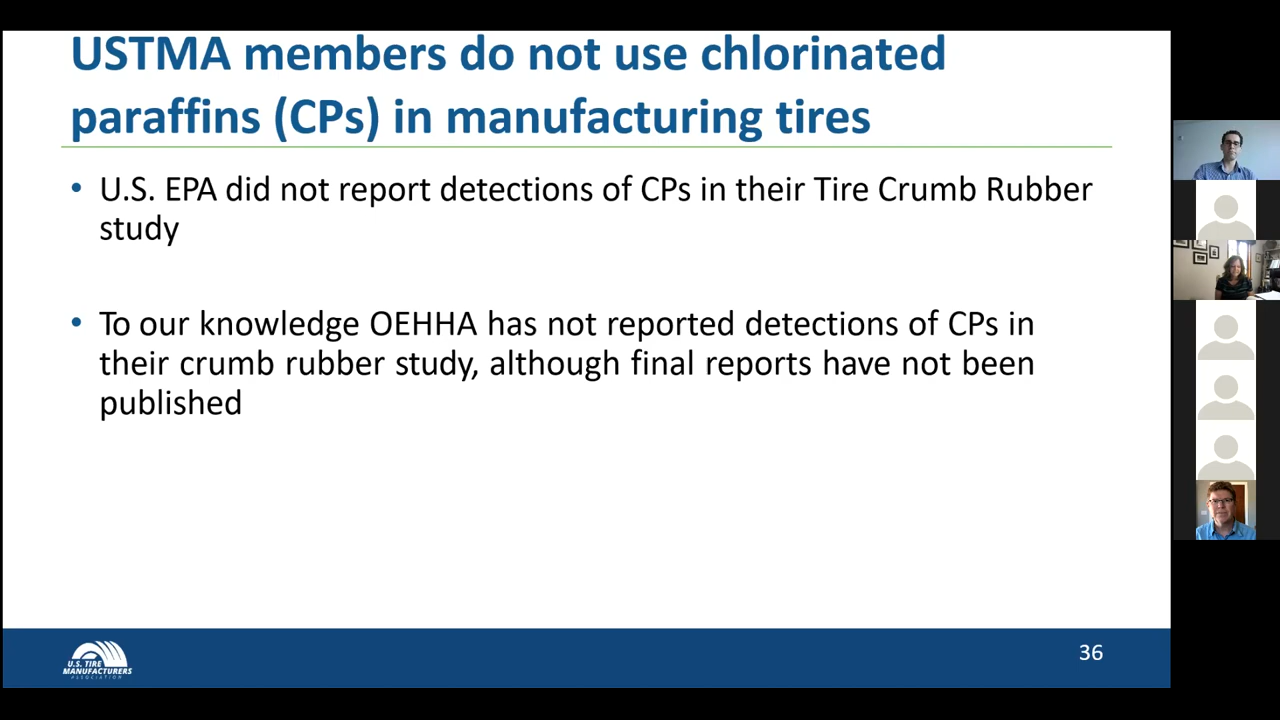 USTMA members do not use chlorinated
paraffins (CPs) in manufacturing tires
• U.S. EPA did not report detections of CPs in their Tire Crumb Rubber
study
• To our knowledge OEHHA has not reported detections of CPs in
their crumb rubber study, although final reports have not been
published
U.S. TIRE
MANUFACTURERS
ASSOCIATION
36